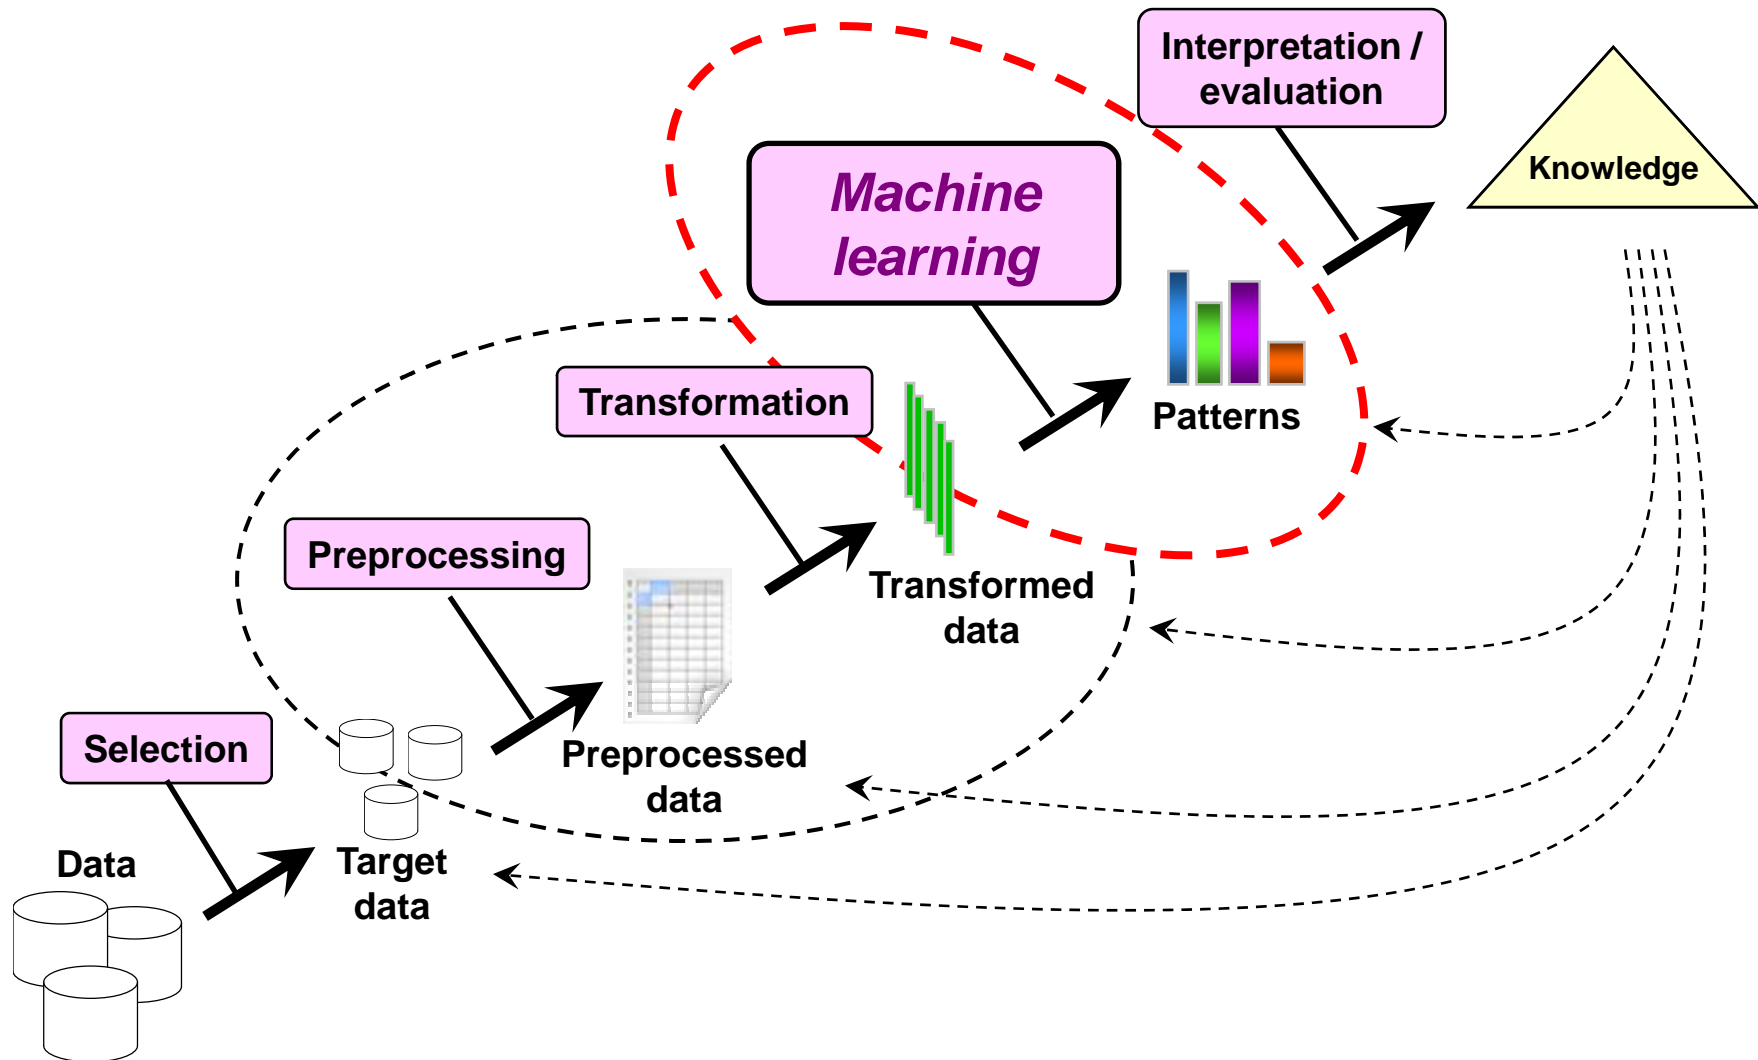 Interpretation /
evaluation
Knowledge
Machine
learning
Patterns
Transformation
Transformed
data
Preprocessing
Preprocessed
data
Selection
Target
data
Data